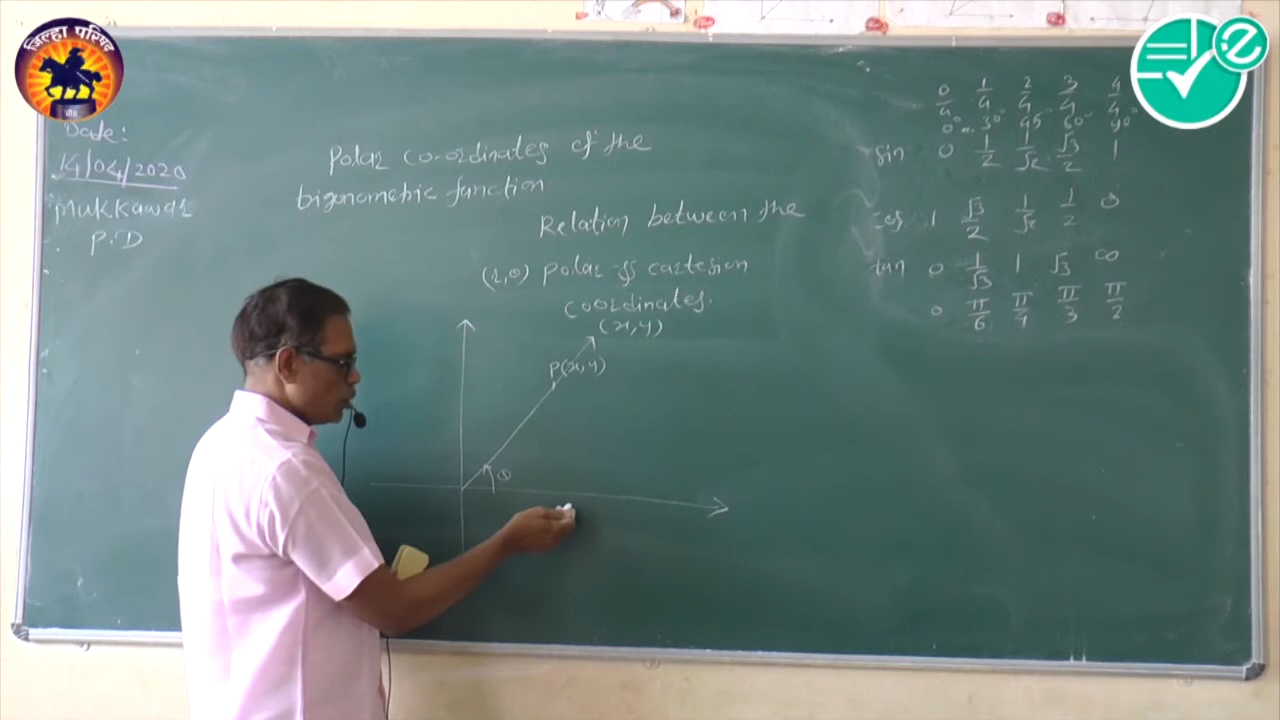 जिल्हा परिषद
बीड
Date:
14/04/2020
Mukkawar
P.D
Polar co-ordinates of the
trigonometric function
Relation between the
(r,θ) polar & cartesion
coordinates.
(x,y)
P(x,y)
θ
0/4 1/4 2/4 3/4 4/4
0° 30° 45° 60° 90°
sin 0 1/2 1/√2 √3/2 1
cos 1 √3/2 1/√2 1/2 0
tan 0 1/√3 1 √3 ∞
0 π/6 π/4 π/3 π/2